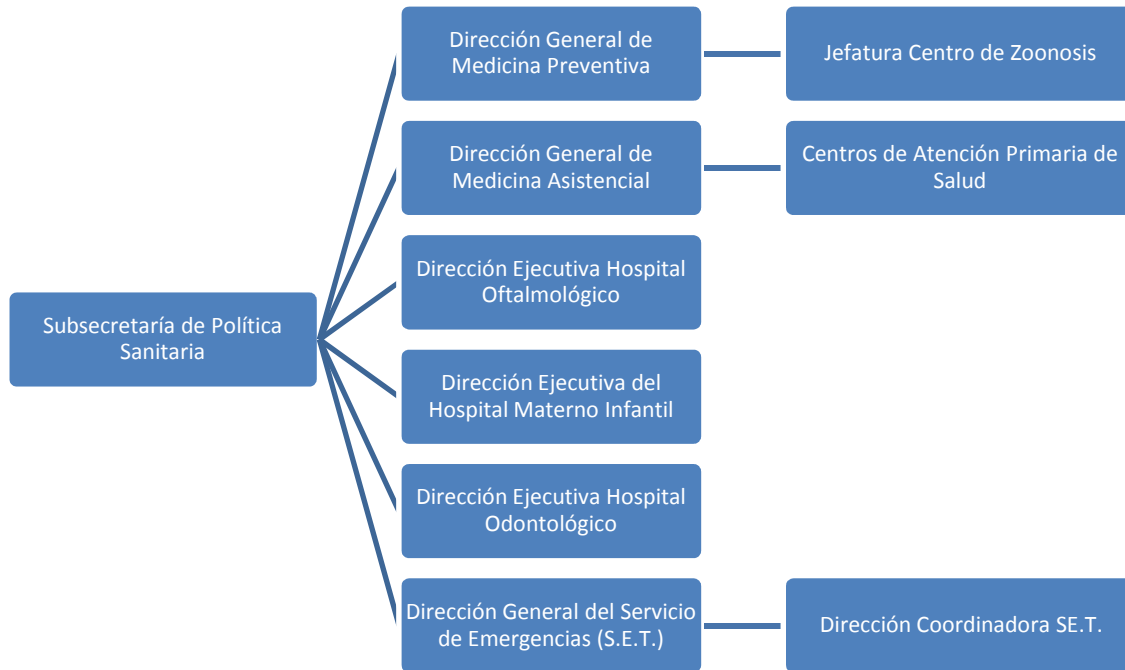 Dirección General de
Medicina Preventiva
Jefatura Centro de Zoonosis
Dirección General de
Medicina Asistencial
Centros de Atención Primaria de
Salud
Dirección Ejecutiva Hospital
Oftalmológico
Subsecretaría de Política
Sanitaria
Dirección Ejecutiva del
Hospital Materno Infantil
Dirección Ejecutiva Hospital
Odontológico
Dirección General del Servicio
de Emergencias (S.E.T.)
Dirección Coordinadora SE.T.